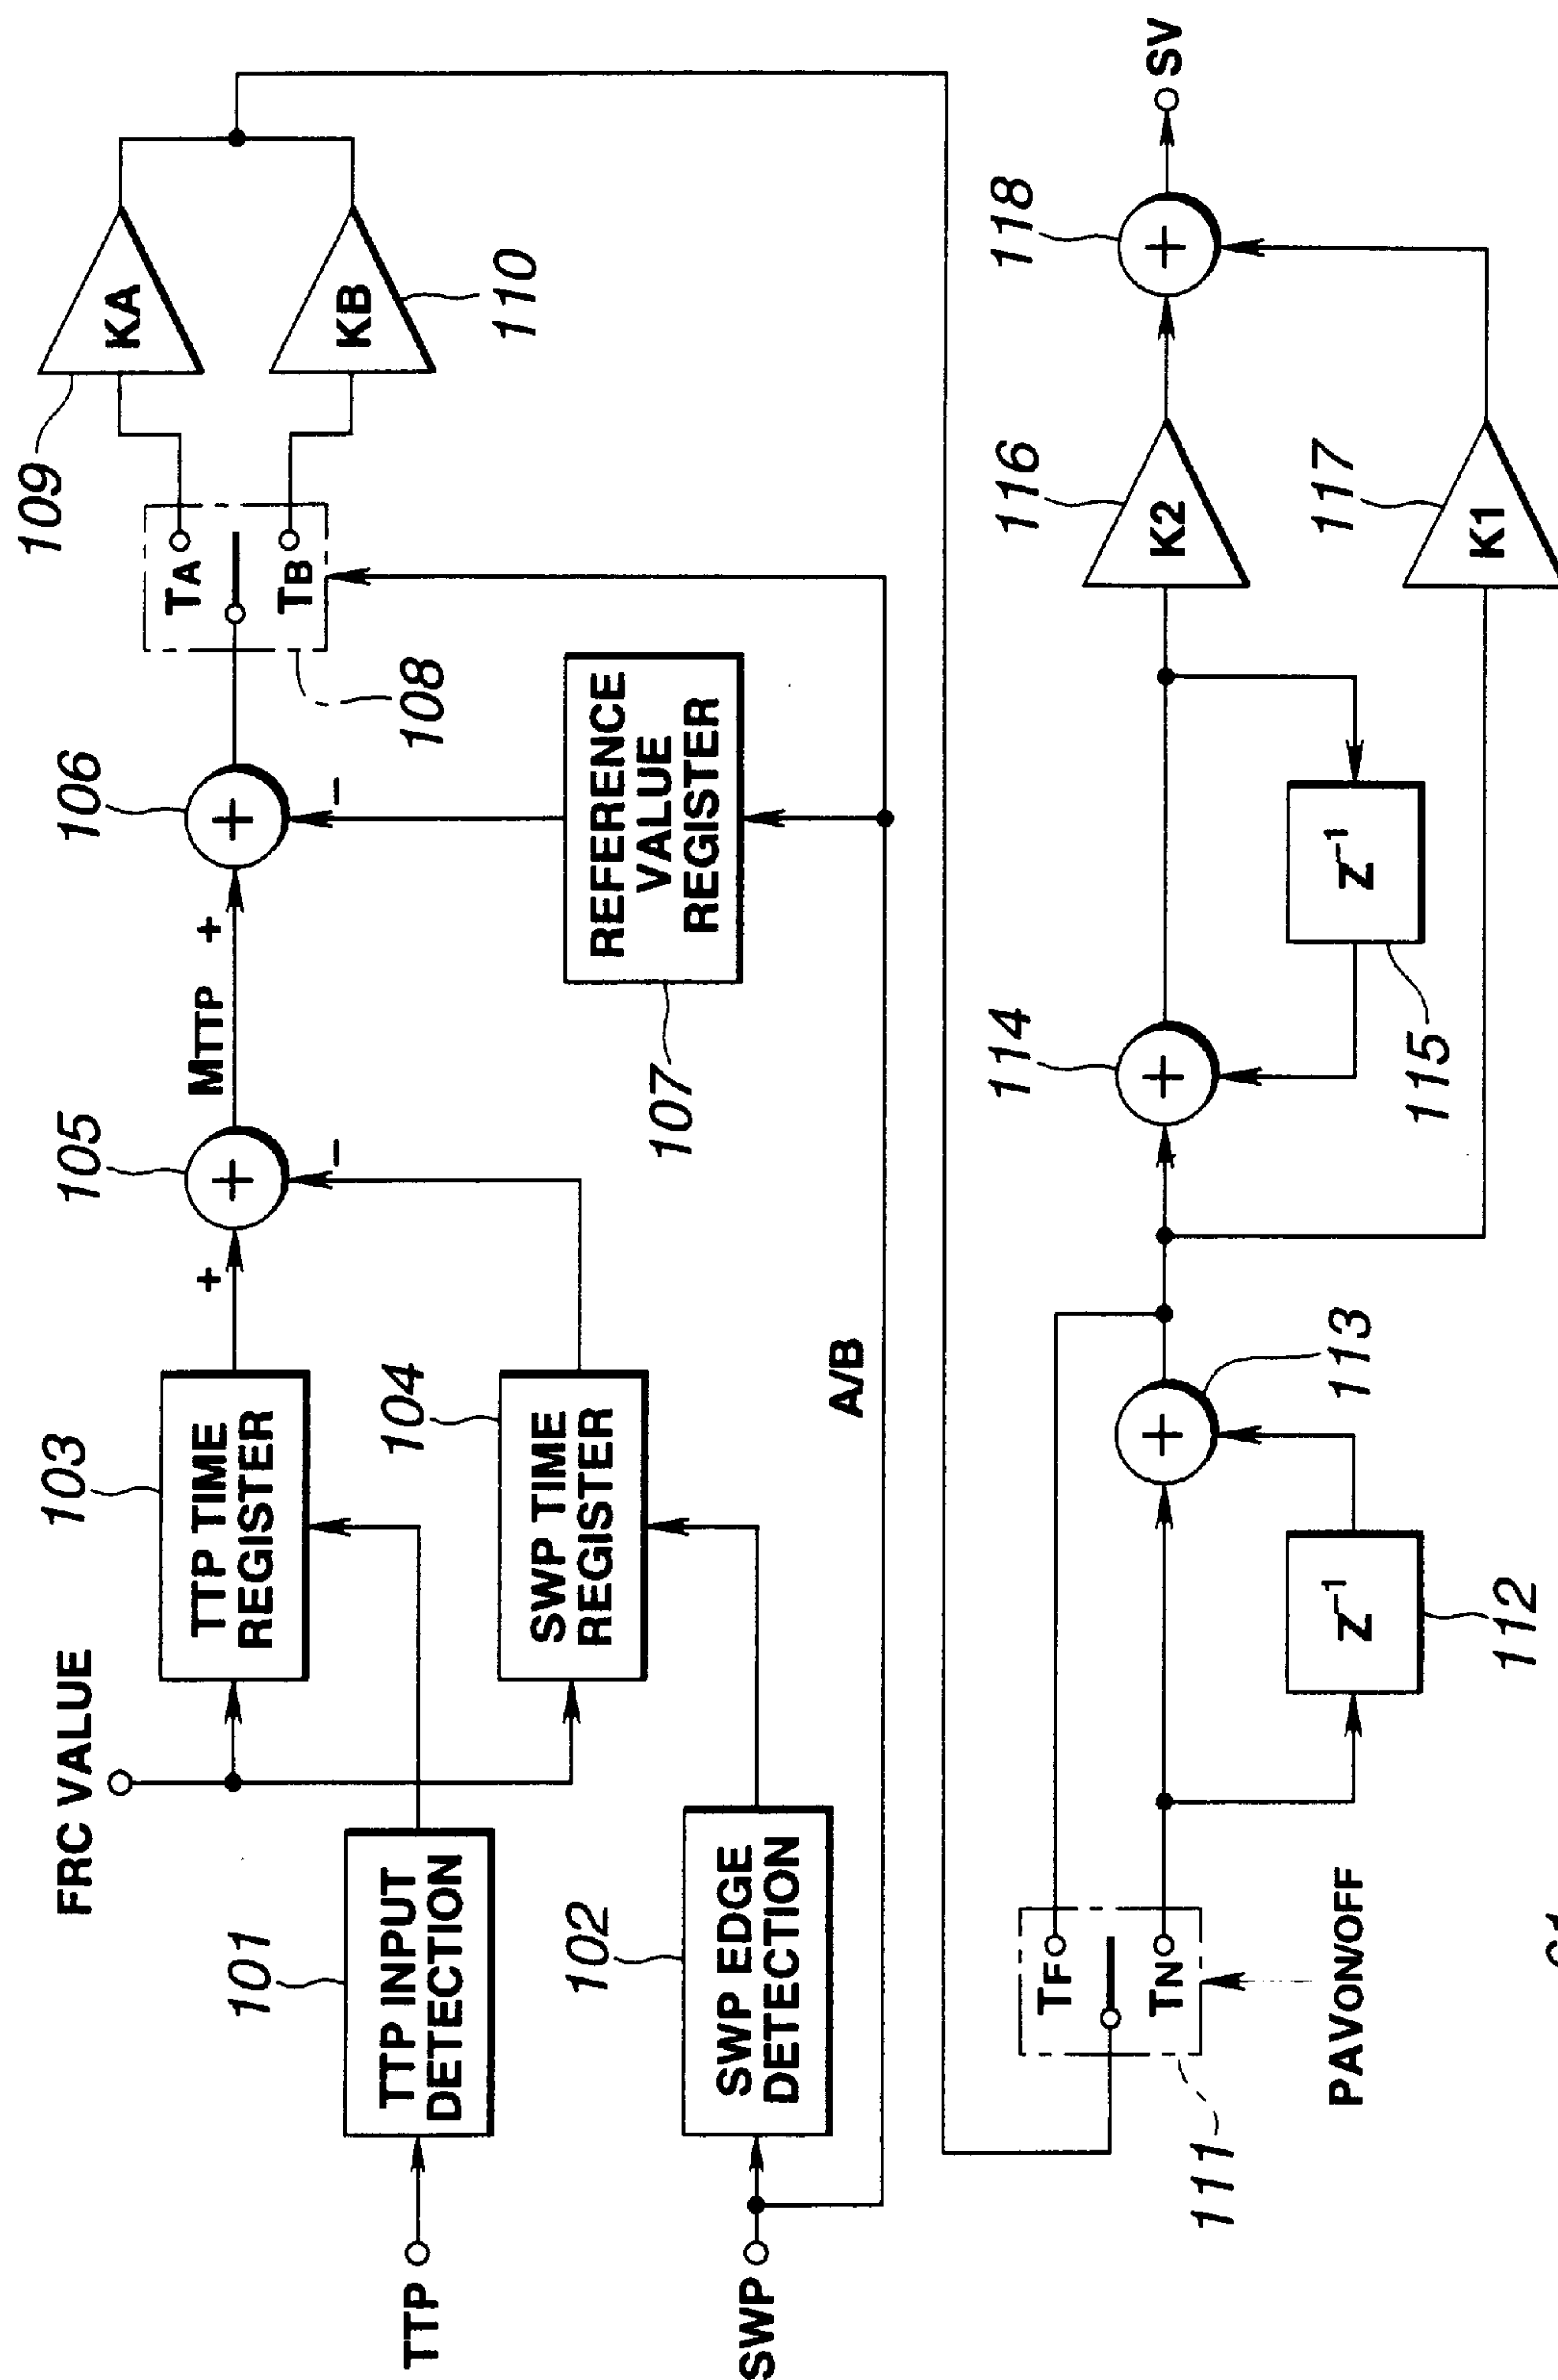 FRC VALUE
103
TTP TIME
REGISTER
105
+
+
-
MTTP
106
+
+
-
TA
TB
108
109
KA
KB
110
101
TTP INPUT
DETECTION
TTP
104
SWP TIME
REGISTER
107
REFERENCE
VALUE
REGISTER
102
SWP EDGE
DETECTION
SWP
A/B
111
TF
TN
PAVON/OFF
112
Z-1
113
+
114
+
115
Z-1
116
K2
117
K1
118
+
SV